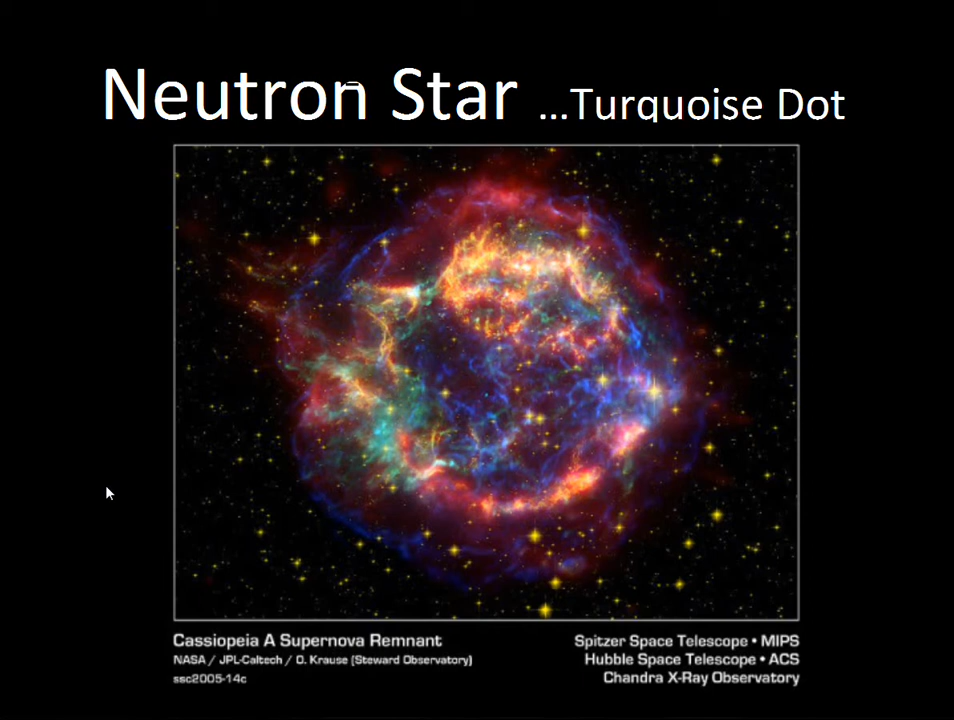 Neutron Star ...Turquoise Dot
Cassiopeia A Supernova Remnant
NASA / JPL-Caltech / O. Krause (Steward Observatory)
ssc2005-14c
Spitzer Space Telescope • MIPS
Hubble Space Telescope • ACS
Chandra X-Ray Observatory